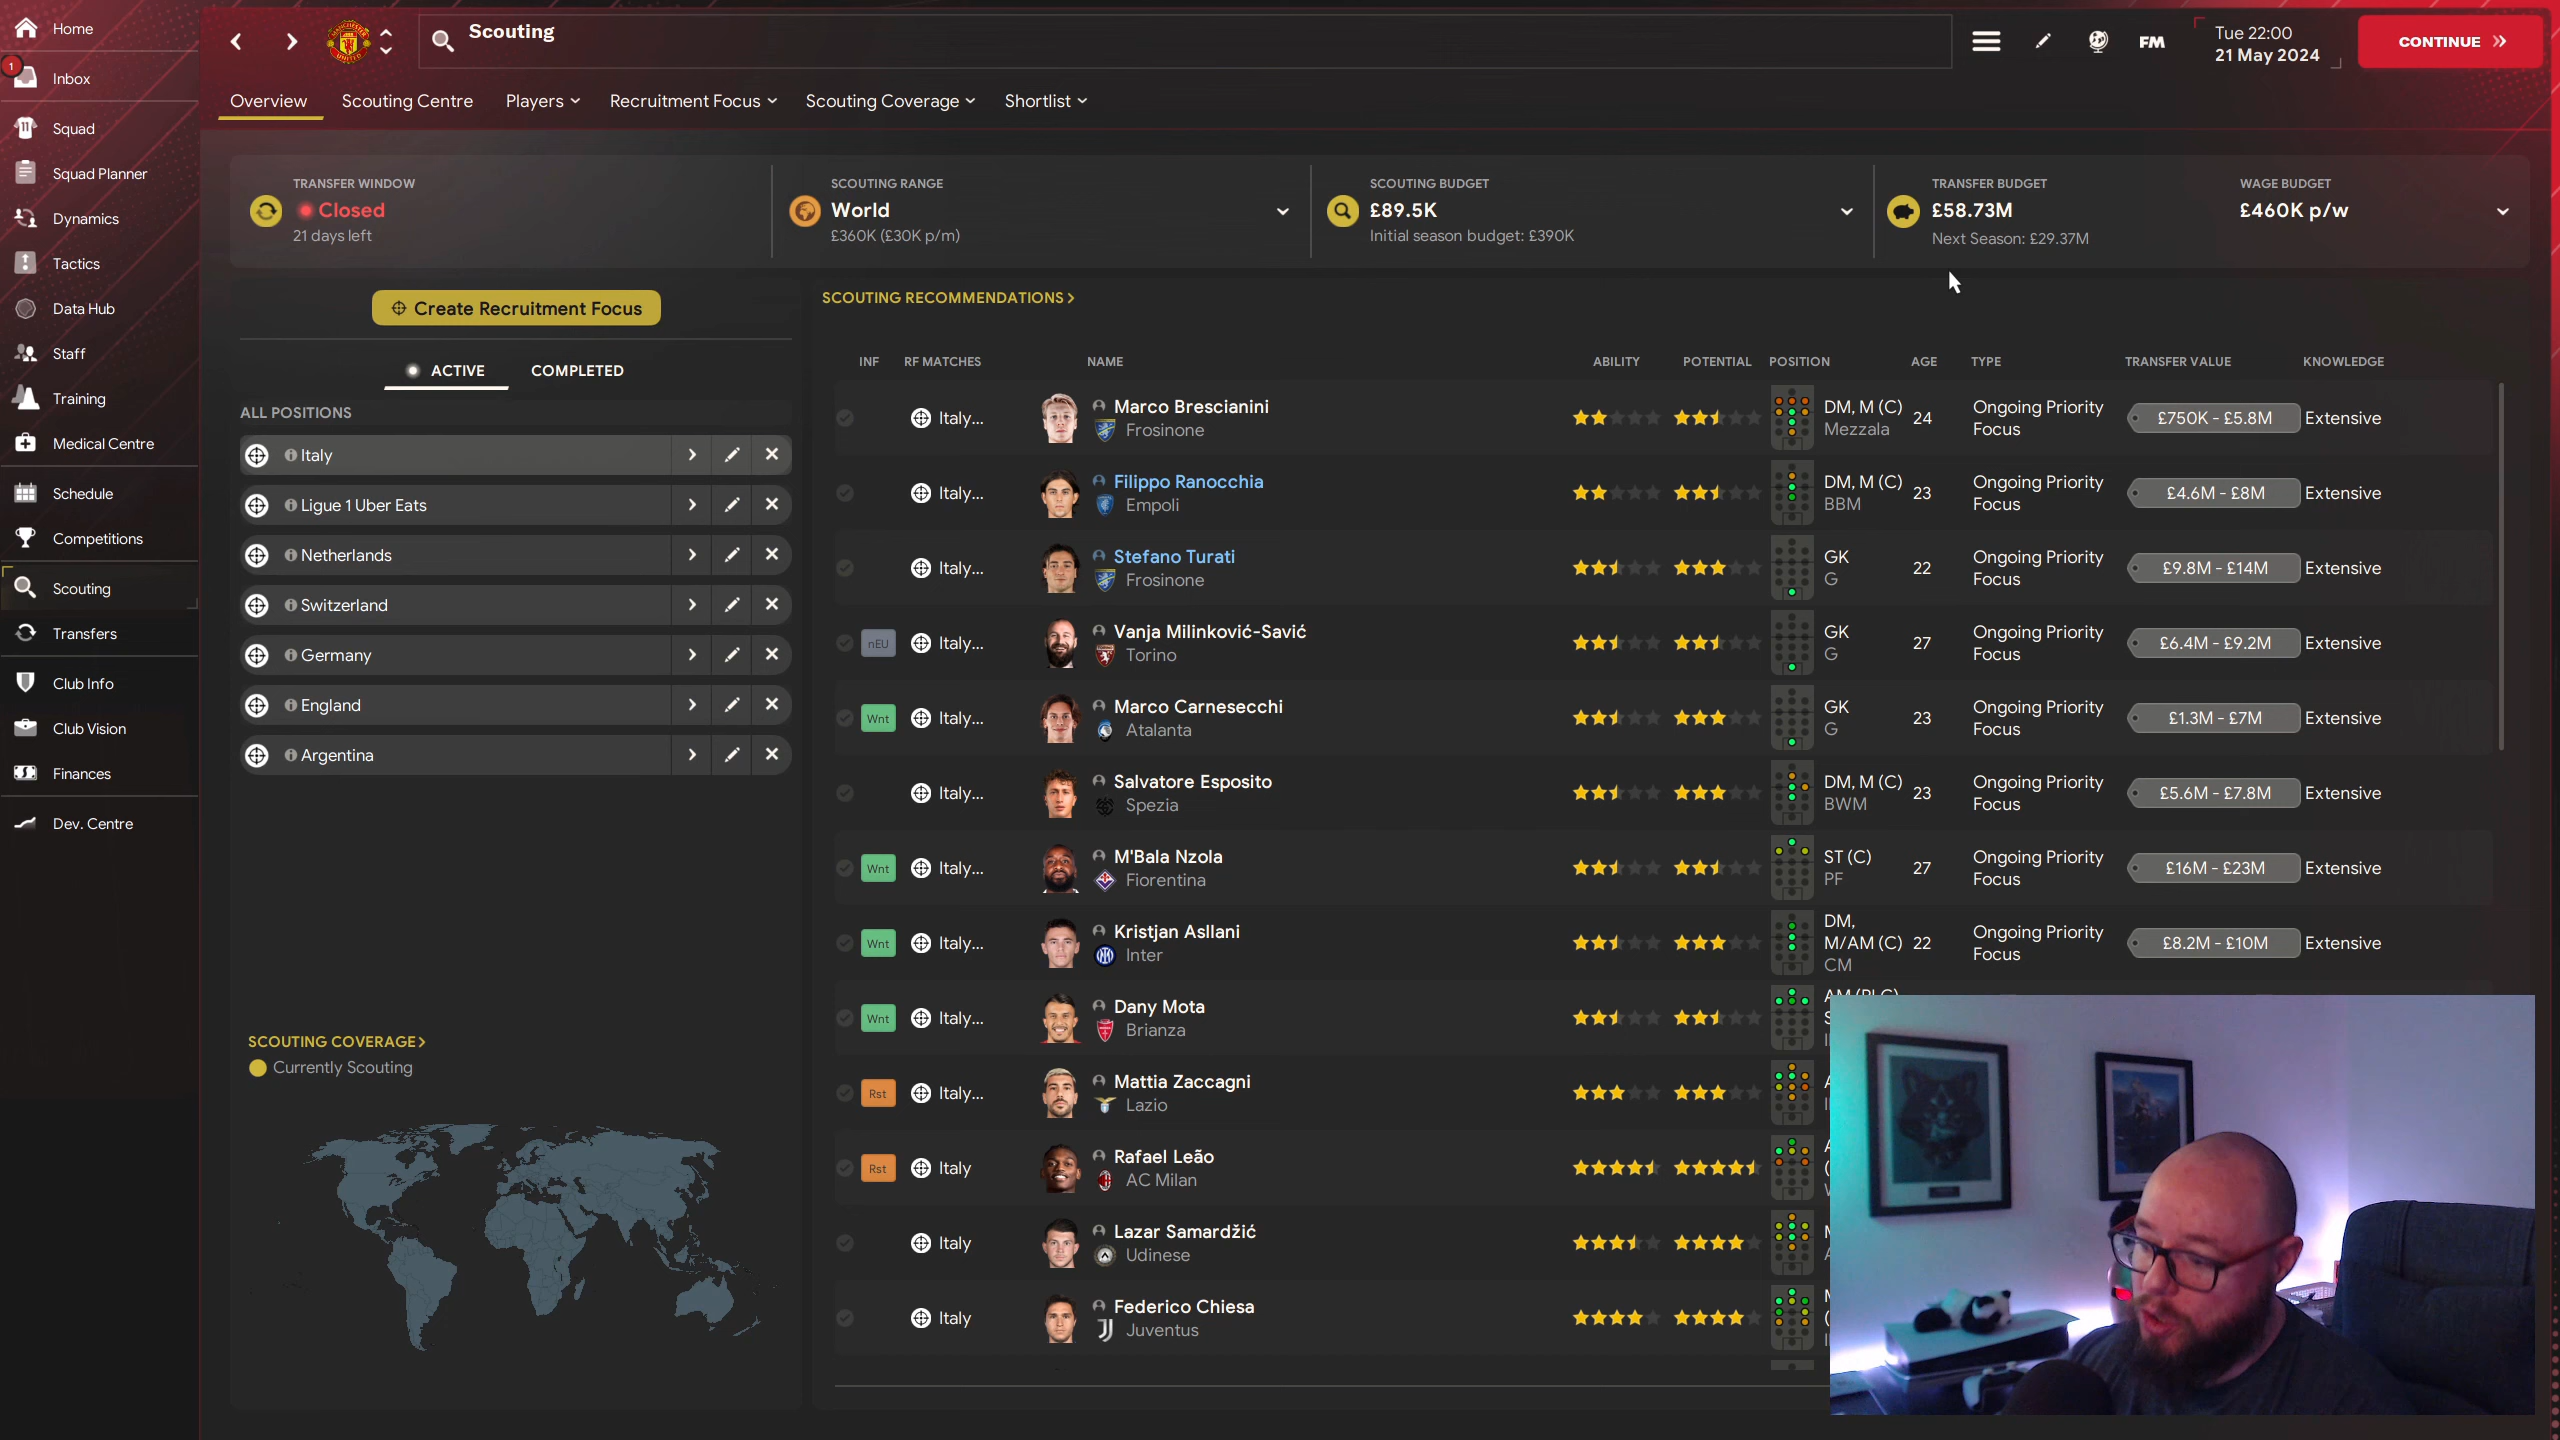 Home
1
Inbox
Squad
Squad Planner
Dynamics
Tactics
Data Hub
Staff
Training
Medical Centre
Schedule
Competitions
Scouting
Transfers
Club Info
Club Vision
Finances
Dev. Centre
Scouting
FM
Tue 22:00
21 May 2024
CONTINUE
Overview
Scouting Centre
Players
Recruitment Focus
Scouting Coverage
Shortlist
TRANSFER WINDOW
Closed
21 days left
SCOUTING RANGE
World
£360K (£30K p/m)
SCOUTING BUDGET
£89.5K
Initial season budget: £390K
TRANSFER BUDGET
£58.73M
Next Season: £29.37M
WAGE BUDGET
£460K p/w
Create Recruitment Focus
ACTIVE COMPLETED
ALL POSITIONS
Italy
Ligue 1 Uber Eats
Netherlands
Switzerland
Germany
England
Argentina
SCOUTING COVERAGE
Currently Scouting
SCOUTING RECOMMENDATIONS
INF RF MATCHES NAME ABILITY POTENTIAL POSITION AGE TYPE TRANSFER VALUE KNOWLEDGE
Italy...
Marco Brescianini
Frosinone
DM, M (C)
Mezzala
24
Ongoing Priority
Focus
£750K - £5.8M
Extensive
Italy...
Filippo Ranocchia
Empoli
DM, M (C)
BBM
23
Ongoing Priority
Focus
£4.6M - £8M
Extensive
Italy...
Stefano Turati
Frosinone
GK
G
22
Ongoing Priority
Focus
£9.8M - £14M
Extensive
nEU
Italy...
Vanja Milinković-Savić
Torino
GK
G
27
Ongoing Priority
Focus
£6.4M - £9.2M
Extensive
Wnt
Italy...
Marco Carnesecchi
Atalanta
GK
G
23
Ongoing Priority
Focus
£1.3M - £7M
Extensive
Italy...
Salvatore Esposito
Spezia
DM, M (C)
BWM
23
Ongoing Priority
Focus
£5.6M - £7.8M
Extensive
Wnt
Italy...
M'Bala Nzola
Fiorentina
ST (C)
PF
27
Ongoing Priority
Focus
£16M - £23M
Extensive
Wnt
Italy...
Kristjan Asllani
Inter
DM,
M/AM (C)
CM
22
Ongoing Priority
Focus
£8.2M - £10M
Extensive
Wnt
Italy...
Dany Mota
Brianza
Rst
Italy...
Mattia Zaccagni
Lazio
Rst
Italy
Rafael Leão
AC Milan
Italy
Lazar Samardžić
Udinese
Italy
Federico Chiesa
Juventus